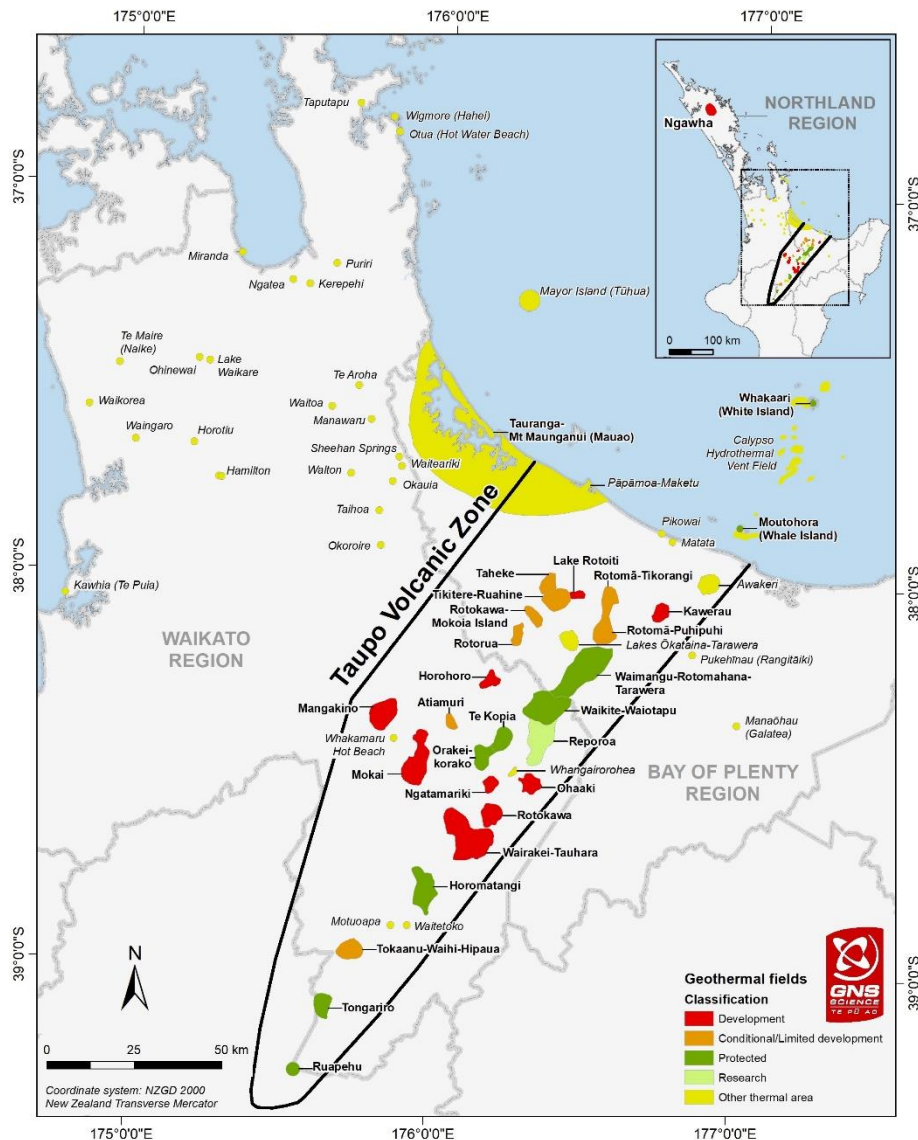 175°0'0"E
176°0'0"E
177°0'0"E
37°0'0"S
38°0'0"S
39°0'0"S
37°0'0"S
38°0'0"S
39°0'0"S
NORTHLAND
REGION
Ngawha
0 100 km
Taputapu
Wigmore (Hahei)
Otua (Hot Water Beach)
Miranda
Puriri
Ngatea
Kerepehi
Mayor Island (Tūhua)
Te Maire
(Naike)
Ohinewai
Lake
Waikare
Te Aroha
Waikorea
Waitoa
Manawaru
Waingaro
Horotiu
Sheehan Springs
Waiteariki
Hamilton
Walton
Okauia
Taihoa
Okoroire
Kawhia (Te Puia)
Tauranga-
Mt Maunganui (Mauao)
Pāpāmoa-Maketu
Whakaari
(White Island)
Calypso
Hydrothermal
Vent Field
Moutohora
(Whale Island)
Pikowai
Matata
Taupo Volcanic Zone
WAIKATO
REGION
BAY OF PLENTY
REGION
Taheke
Lake Rotoiti
Rotomā-Tikorangi
Awakeri
Tikitere-Ruahine
Rotokawa-
Mokoia Island
Rotorua
Kawerau
Rotomā-Puhipuhi
Lakes Ōkataina-Tarawera
Pukehīnau (Rangitāiki)
Waimangu-Rotomahana-
Tarawera
Horohoro
Mangakino
Atiamuri
Te Kopia
Waikite-Waiotapu
Manaōhau
(Galatea)
Whakamaru
Hot Beach
Orakei-
korako
Reporoa
Mokai
Whangairorohea
Ngatamariki
Ohaaki
Rotokawa
Wairakei-Tauhara
Horomatangi
Motuoapa
Waitetoko
Tokaanu-Waihi-Hipaua
Tongariro
Ruapehu
N
0 25 50 km
Coordinate system: NZGD 2000
New Zealand Transverse Mercator
Geothermal fields
Classification
Development
Conditional/Limited development
Protected
Research
Other thermal area
GNS
SCIENCE
TE PŪ AO
175°0'0"E
176°0'0"E
177°0'0"E